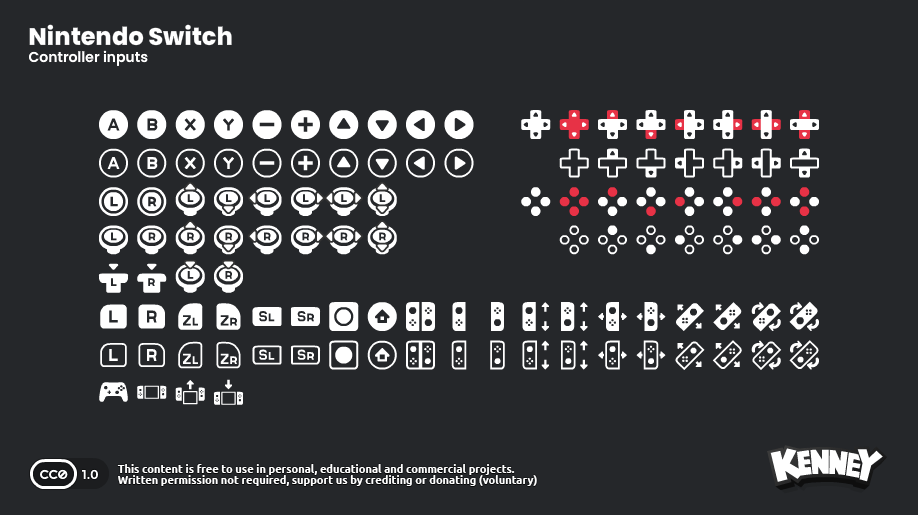 Nintendo Switch
Controller inputs
A B X Y
A B X Y
L R L R L L R L
L R R R R R R R
L R L R
L R ZL ZR SL SR
L R ZL ZR SL SR
CC0 1.0
This content is free to use in personal, educational and commercial projects.
Written permission not required, support us by crediting or donating (voluntary)
KENNEY